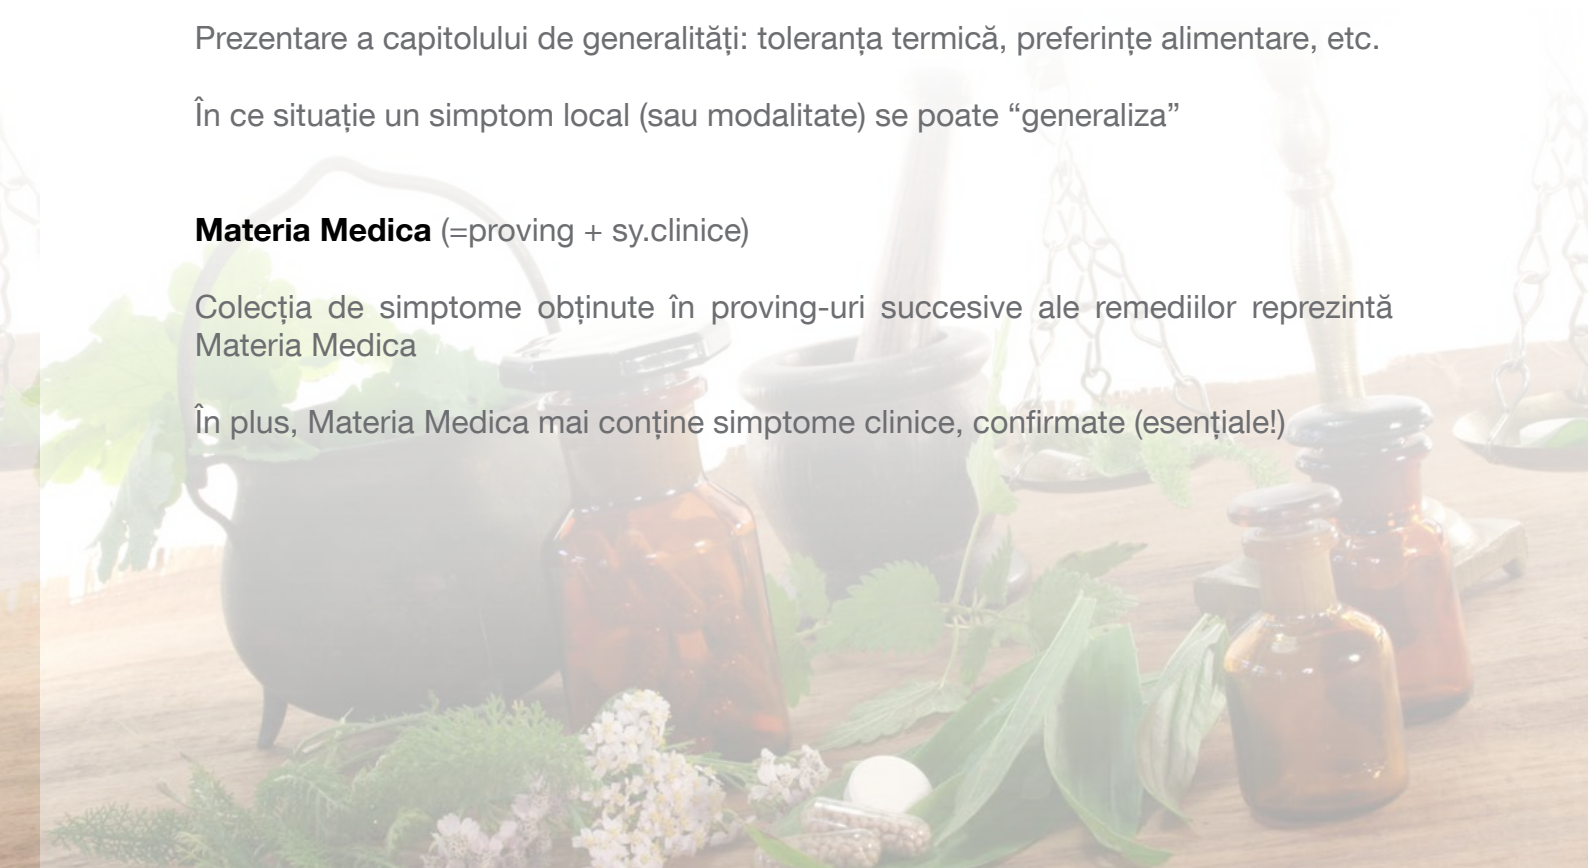 Prezentare a capitolului de generalități: toleranța termică, preferințe alimentare, etc.
În ce situație un simptom local (sau modalitate) se poate “generaliza”
Materia Medica (=proving + sy.clinice)
Colecția de simptome obținute în proving-uri succesive ale remediilor reprezintă
Materia Medica
În plus, Materia Medica mai conține simptome clinice, confirmate (esențiale!)